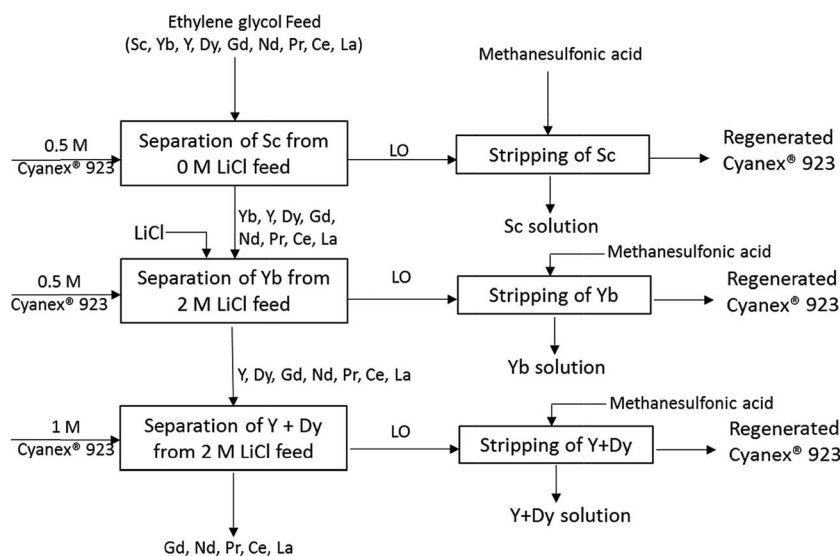 Ethylene glycol Feed
(Sc, Yb, Y, Dy, Gd, Nd, Pr, Ce, La)
Methanesulfonic acid
0.5 M
Cyanex® 923
Separation of Sc from
0 M LiCl feed
LO
Stripping of Sc
Regenerated
Cyanex® 923
Yb, Y, Dy, Gd,
Nd, Pr, Ce, La
Sc solution
LiCl
Methanesulfonic acid
0.5 M
Cyanex® 923
Separation of Yb from
2 M LiCl feed
LO
Stripping of Yb
Regenerated
Cyanex® 923
Yb solution
Y, Dy, Gd, Nd, Pr, Ce, La
Methanesulfonic acid
1 M
Cyanex® 923
Separation of Y + Dy
from 2 M LiCl feed
LO
Stripping of Y+Dy
Regenerated
Cyanex® 923
Y+Dy solution
Gd, Nd, Pr, Ce, La